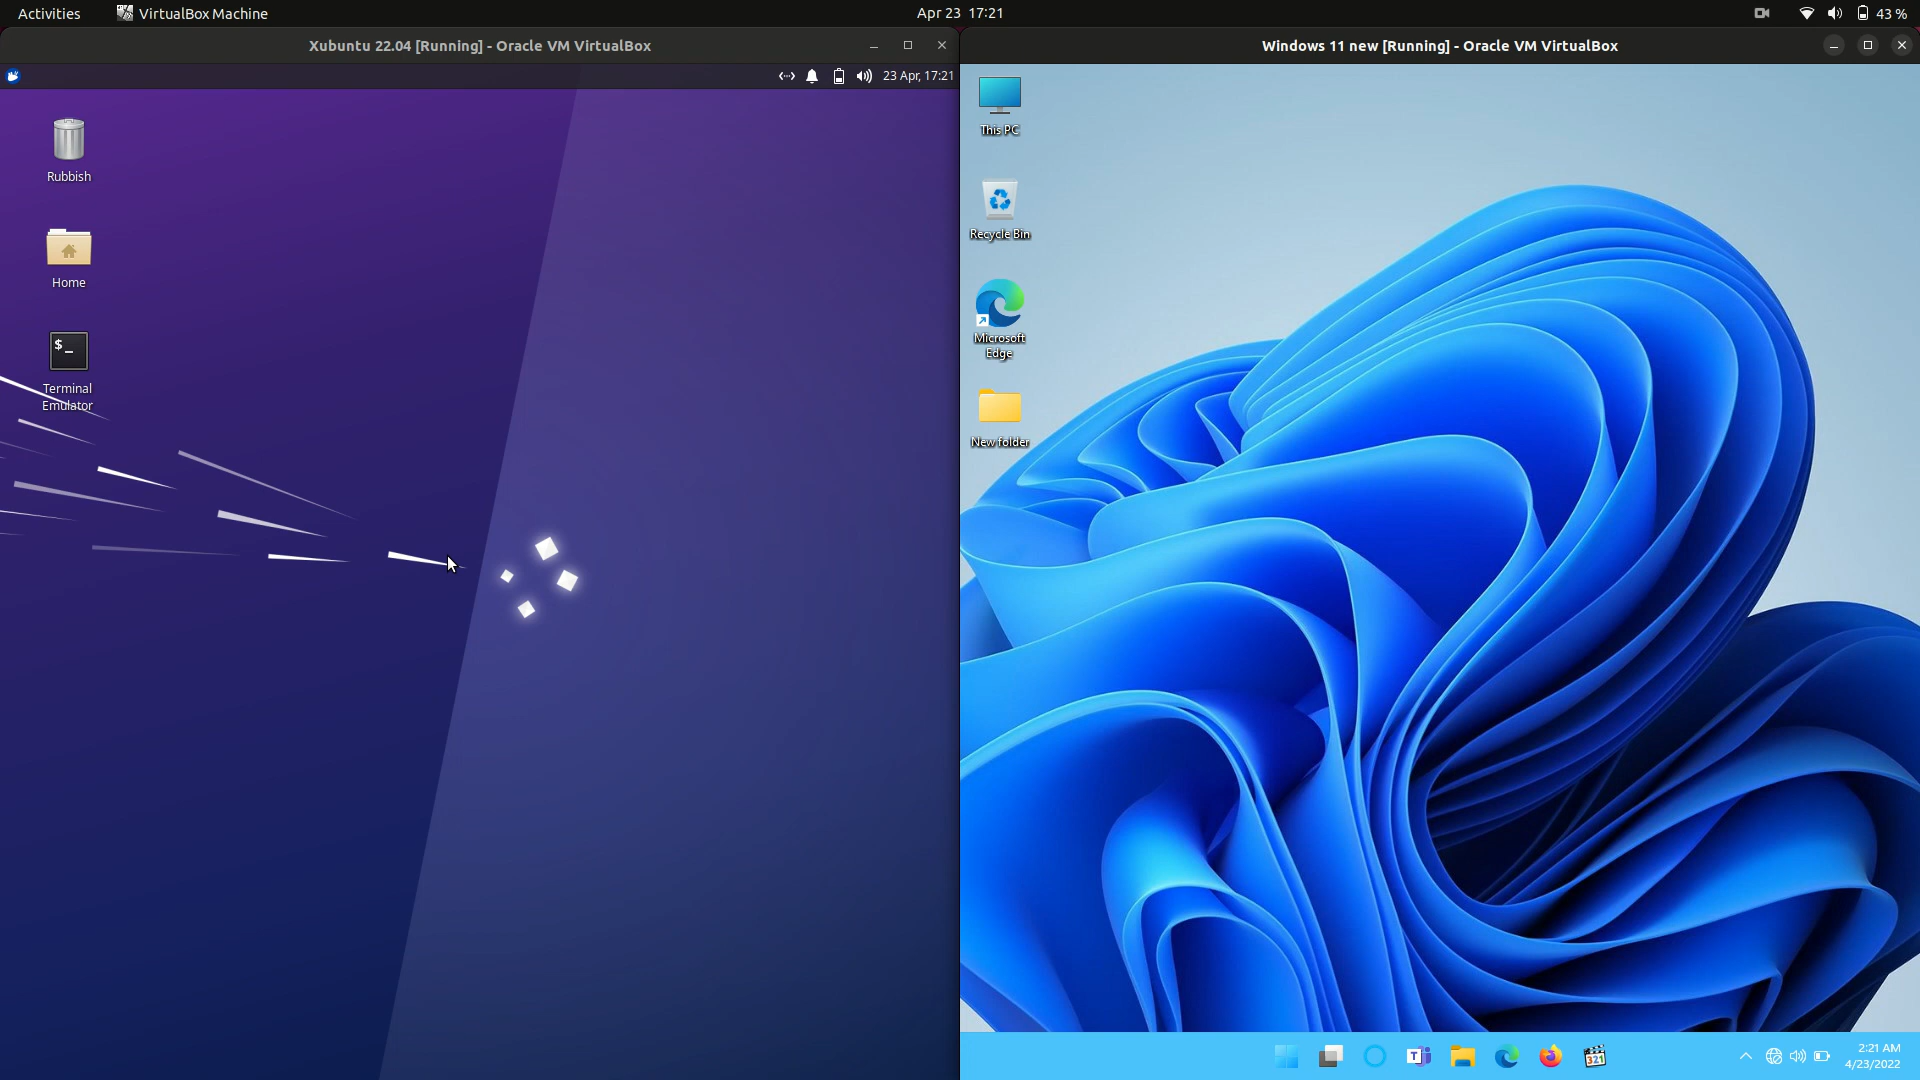 Activities
VirtualBox Machine
Apr 23 17:21
43 %
Xubuntu 22.04 [Running] - Oracle VM VirtualBox
23 Apr, 17:21
Rubbish
Home
$_
Terminal
Emulator
Windows 11 new [Running] - Oracle VM VirtualBox
This PC
Recycle Bin
Microsoft
Edge
New folder
T
321
2:21 AM
4/23/2022